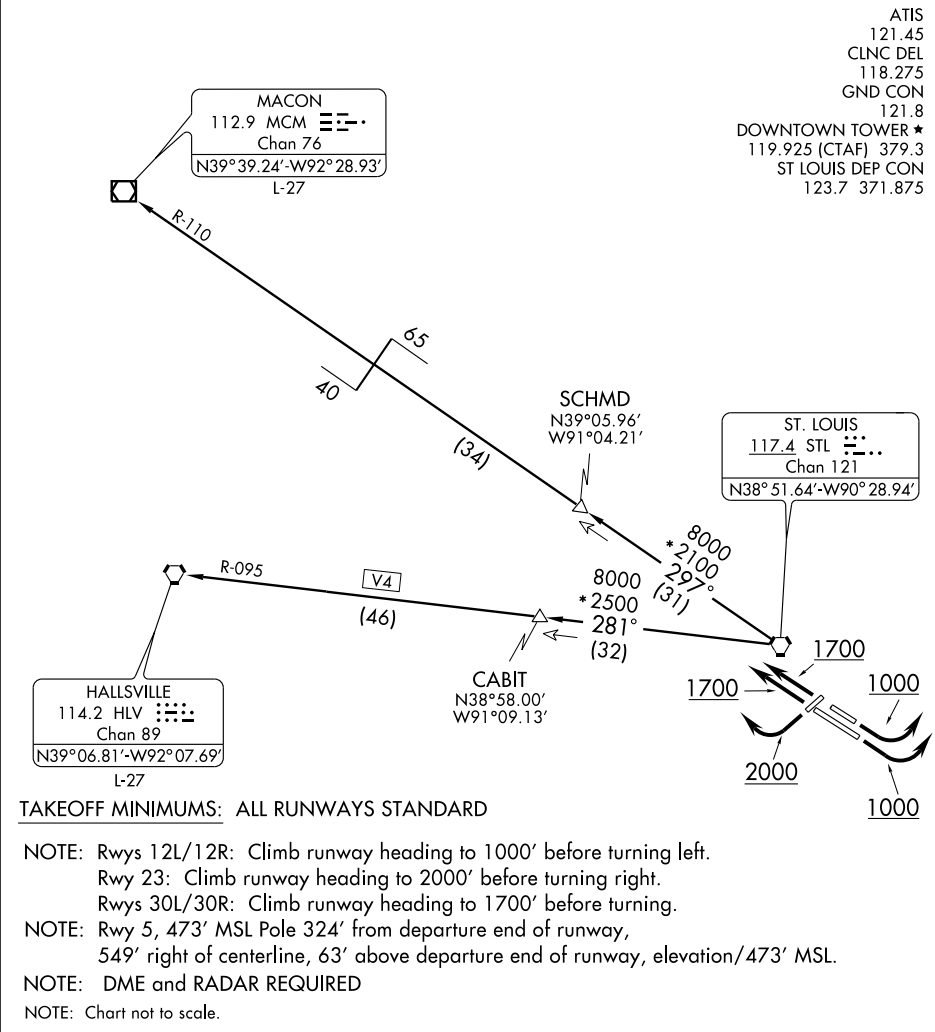 ATIS
121.45
CLNC DEL
118.275
GND CON
121.8
DOWNTOWN TOWER ★
119.925 (CTAF) 379.3
ST LOUIS DEP CON
123.7 371.875
MACON
112.9 MCM
Chan 76
N39°39.24′-W92°28.93′
L-27
R-110
65
40
(34)
SCHMD
N39°05.96′
W91°04.21′
ST. LOUIS
117.4 STL
Chan 121
N38°51.64′-W90°28.94′
8000
*2100
297°
(31)
R-095
V4
(46)
8000
*2500
281°
(32)
CABIT
N38°58.00′
W91°09.13′
HALLSVILLE
114.2 HLV
Chan 89
N39°06.81′-W92°07.69′
L-27
1700
1700
1000
2000
1000
TAKEOFF MINIMUMS: ALL RUNWAYS STANDARD
NOTE: Rwys 12L/12R: Climb runway heading to 1000′ before turning left.
Rwy 23: Climb runway heading to 2000′ before turning right.
Rwys 30L/30R: Climb runway heading to 1700′ before turning.
NOTE: Rwy 5, 473′ MSL Pole 324′ from departure end of runway,
549′ right of centerline, 63′ above departure end of runway, elevation/473′ MSL.
NOTE: DME and RADAR REQUIRED
NOTE: Chart not to scale.